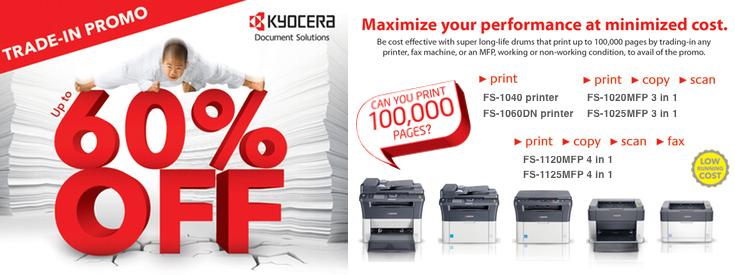 TRADE-IN PROMO
KYOCERA
Document Solutions
Up to
60%
OFF
Maximize your performance at minimized cost.
Be cost effective with super long-life drums that print up to 100,000 pages by trading-in any
printer, fax machine, or an MFP, working or non-working condition, to avail of the promo.
CAN YOU PRINT
100,000
PAGES?
print
FS-1040 printer
FS-1060DN printer
print copy scan
FS-1020MFP 3 in 1
FS-1025MFP 3 in 1
print copy scan fax
FS-1120MFP 4 in 1
FS-1125MFP 4 in 1
LOW
RUNNING
COST